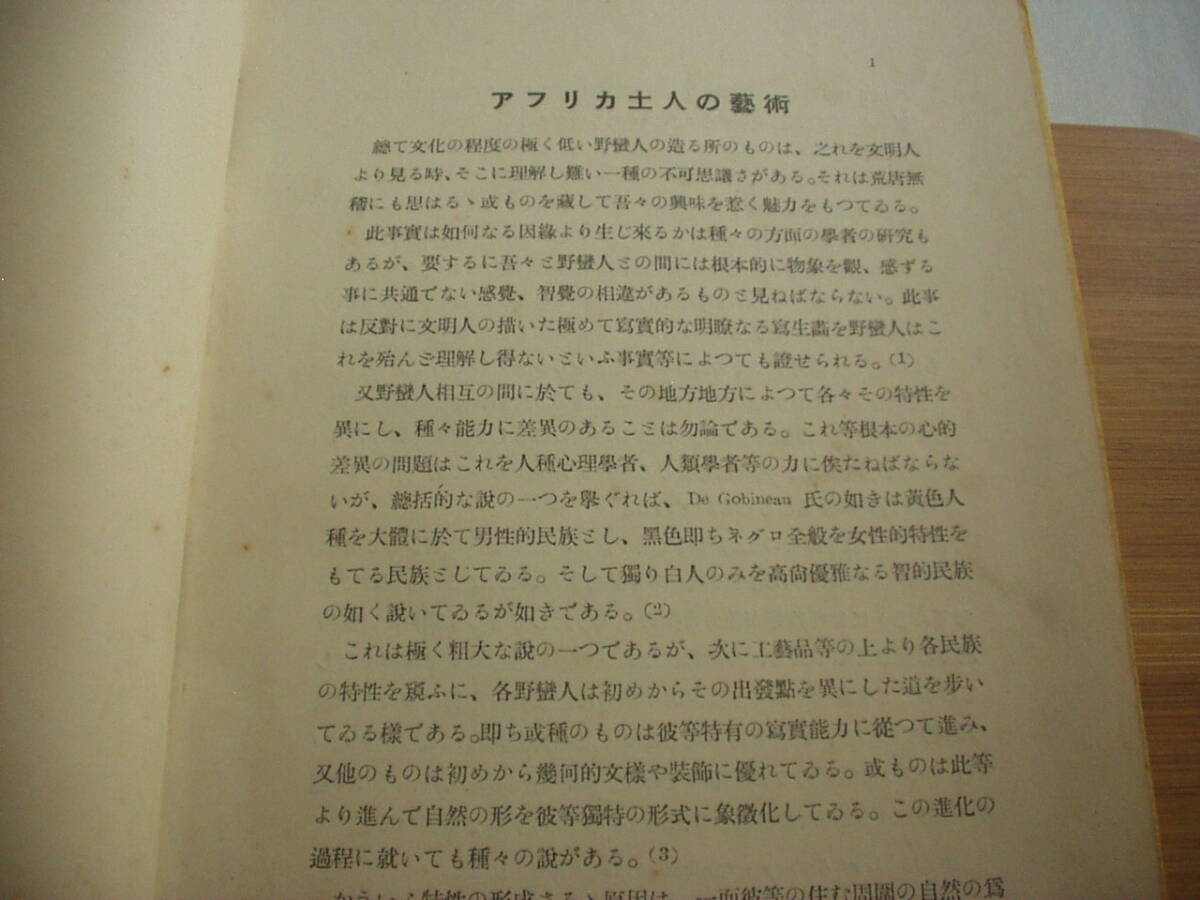 1
アフリカ土人の藝術
總て文化の程度の極く低い野蠻人の造る所のものは、之れを文明人
より見る時、そこに理解し難い一種の不可思議さがある。それは荒唐無
稽にも思はるゝ或ものを藏して吾々の興味を惹く魅力をもつてゐる。
此事實は如何なる因緣より生じ來るかは種々の方面の學者の硏究も
あるが、要するに吾々と野蠻人との間には根本的に物象を觀、感ずる
事に共通でない感覺、智覺の相違があるものと見ねばならない。此事
は反對に文明人の描いた極めて寫實的な明瞭なる寫生畵を野蠻人はこ
れを殆んど理解し得ないといふ事實等によつても證せられる。(1)
又野蠻人相互の間に於ても、その地方地方によつて各々その特性を
異にし、種々能力に差異のあることは勿論である。これ等根本の心的
差異の問題はこれを人種心理學者、人類學者等の力に俟たねばならな
いが、總括的な說の一つを擧ぐれば、De Gobineau 氏の如きは黃色人
種を大體に於て男性的民族とし、黑色即ちネグロ全般を女性的特性を
もてる民族としてゐる。そして獨り白人のみを高尙優雅なる智的民族
の如く說いてゐるが如きである。(2)
これは極く粗大な說の一つであるが、次に工藝品等の上より各民族
の特性を窺ふに、各野蠻人は初めからその出發點を異にした道を步い
てゐる樣である。即ち或種のものは彼等特有の寫實能力に從つて進み、
又他のものは初めから幾何的文樣や裝飾に優れてゐる。或ものは此等
より進んで自然の形を彼等獨特の形式に象徵化してゐる。この進化の
過程に就いても種々の說がある。(3)
かういふ特性の形成さるゝ原因は、一面彼等の住む周圍の自然の爲